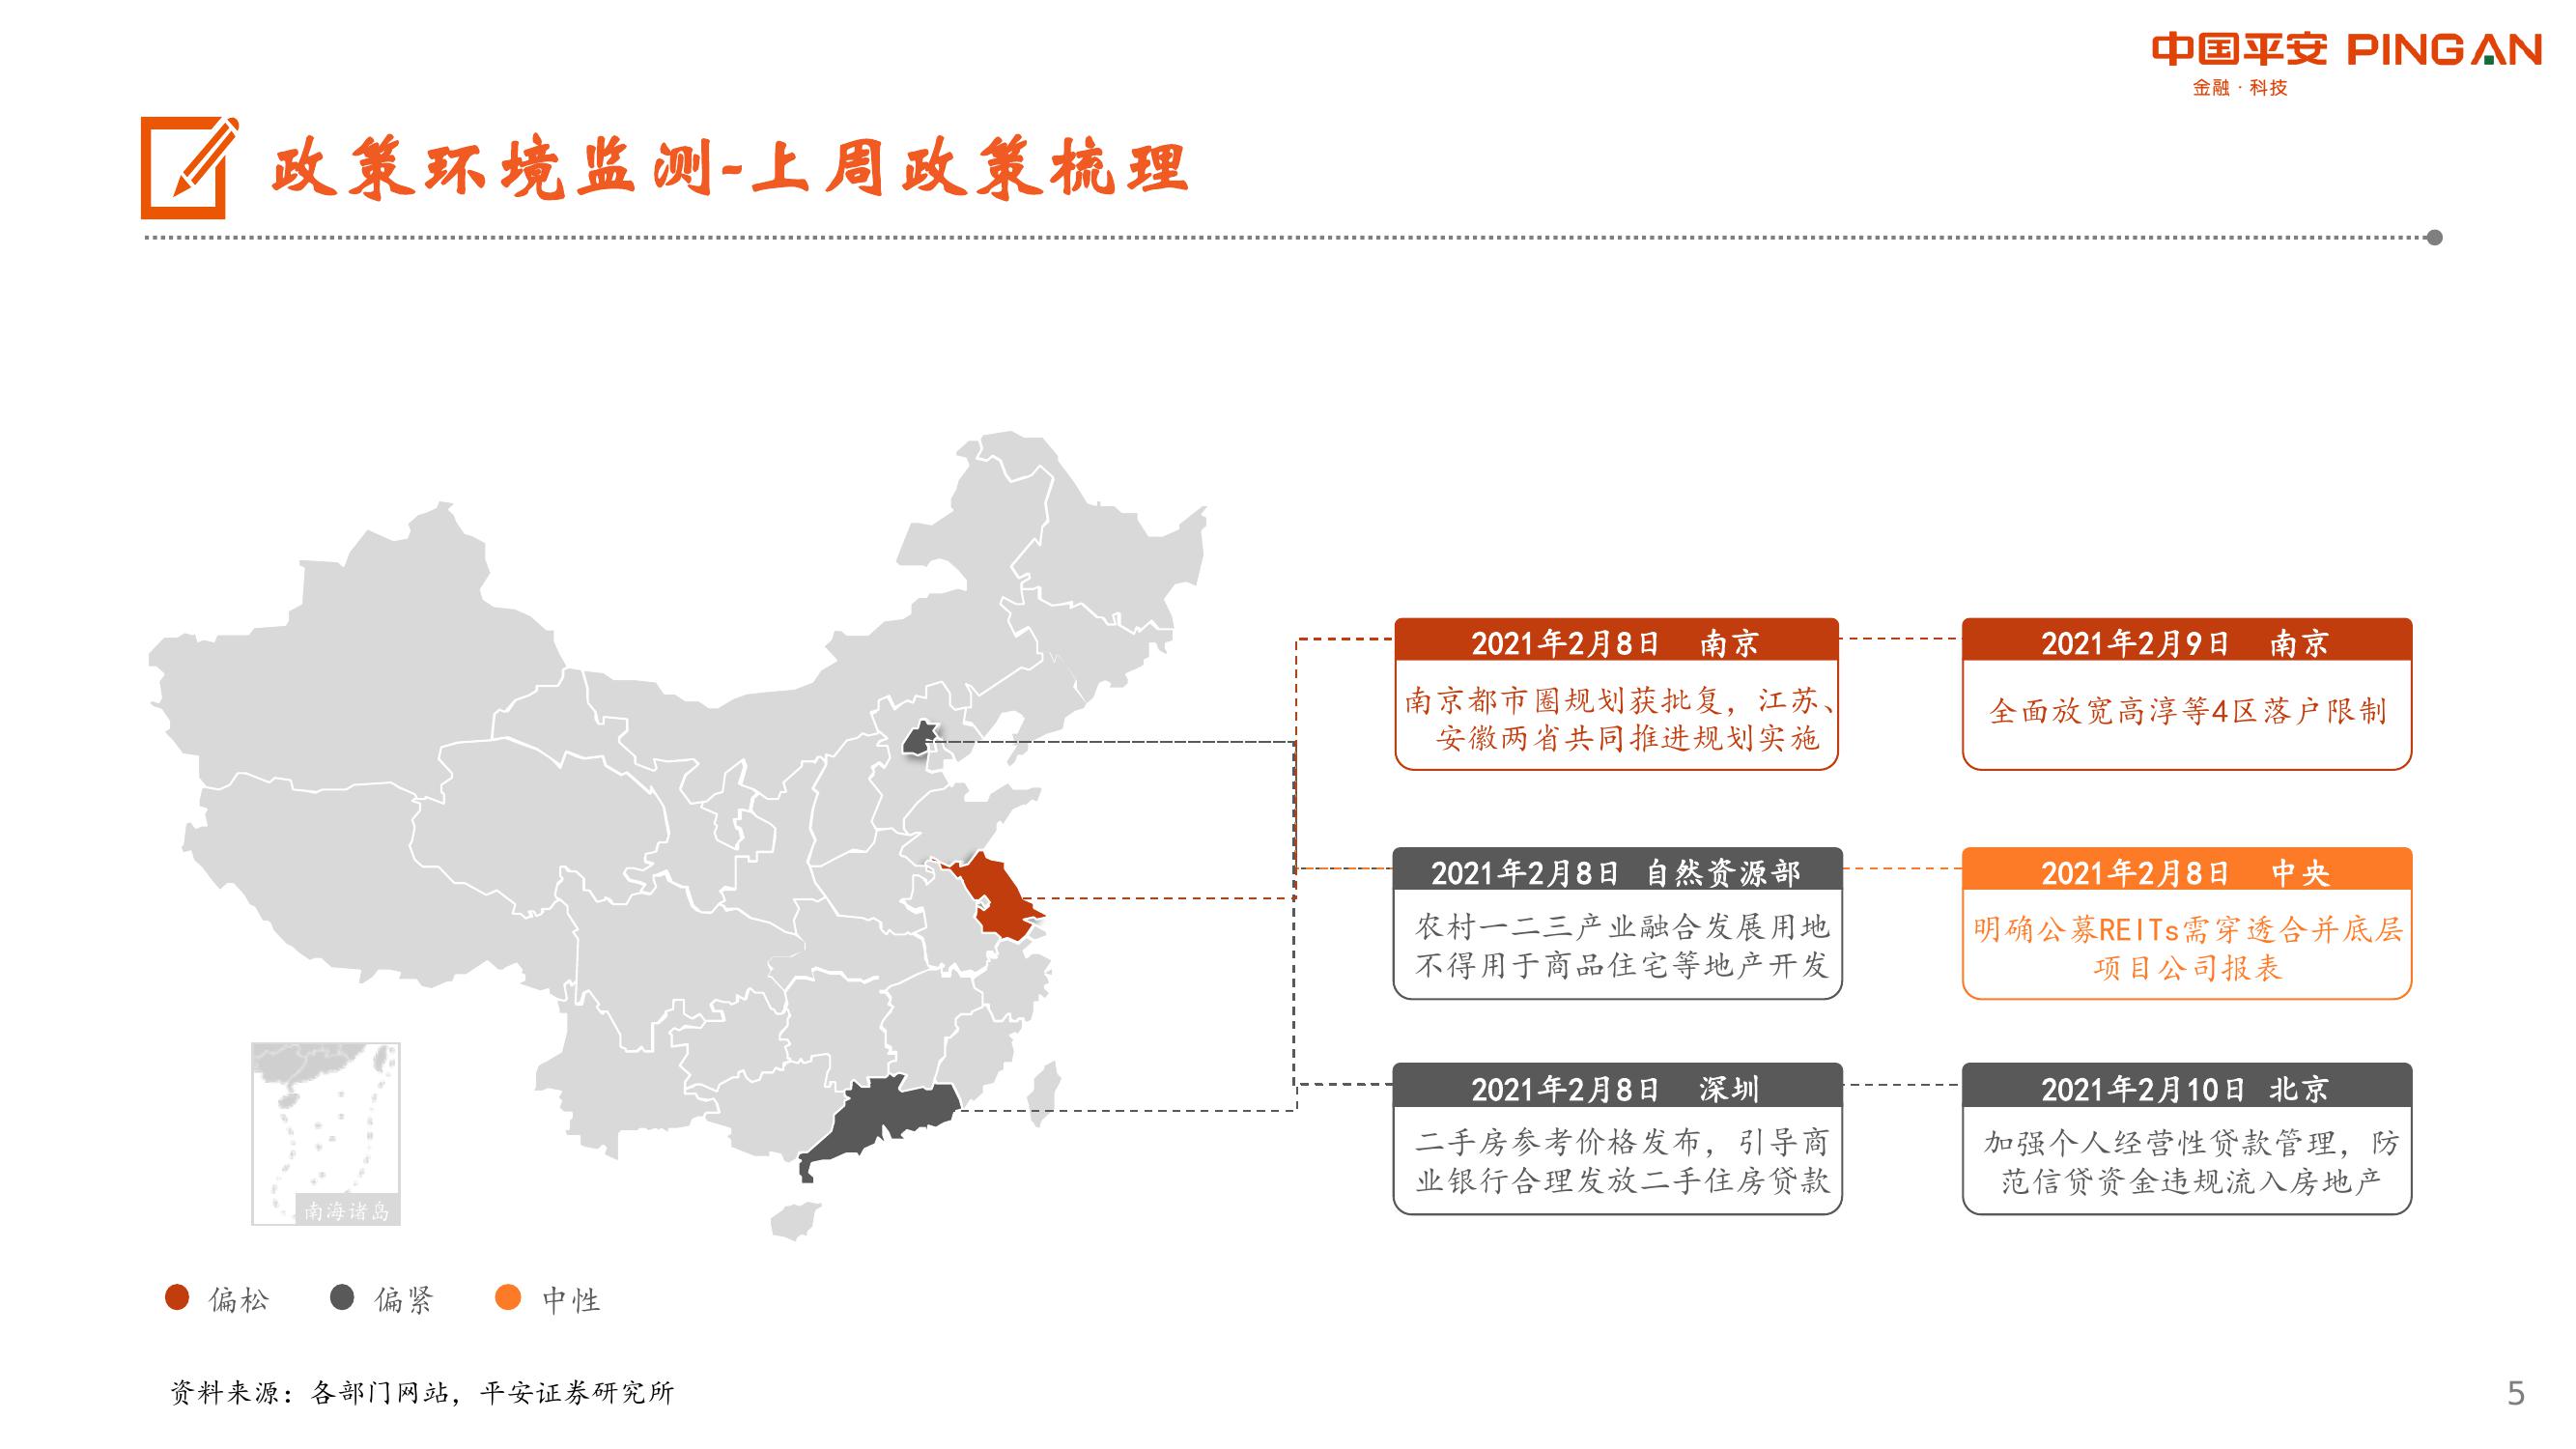 中国平安 PINGAN
金融·科技
政策环境监测-上周政策梳理
2021年2月8日 南京
南京都市圈规划获批复，江苏、
安徽两省共同推进规划实施
2021年2月9日 南京
全面放宽高淳等4区落户限制
2021年2月8日 自然资源部
农村一二三产业融合发展用地
不得用于商品住宅等地产开发
2021年2月8日 中央
明确公募REITs需穿透合并底层
项目公司报表
2021年2月8日 深圳
二手房参考价格发布，引导商
业银行合理发放二手住房贷款
2021年2月10日 北京
加强个人经营性贷款管理，防
范信贷资金违规流入房地产
南海诸岛
偏松 偏紧 中性
资料来源：各部门网站，平安证券研究所
5